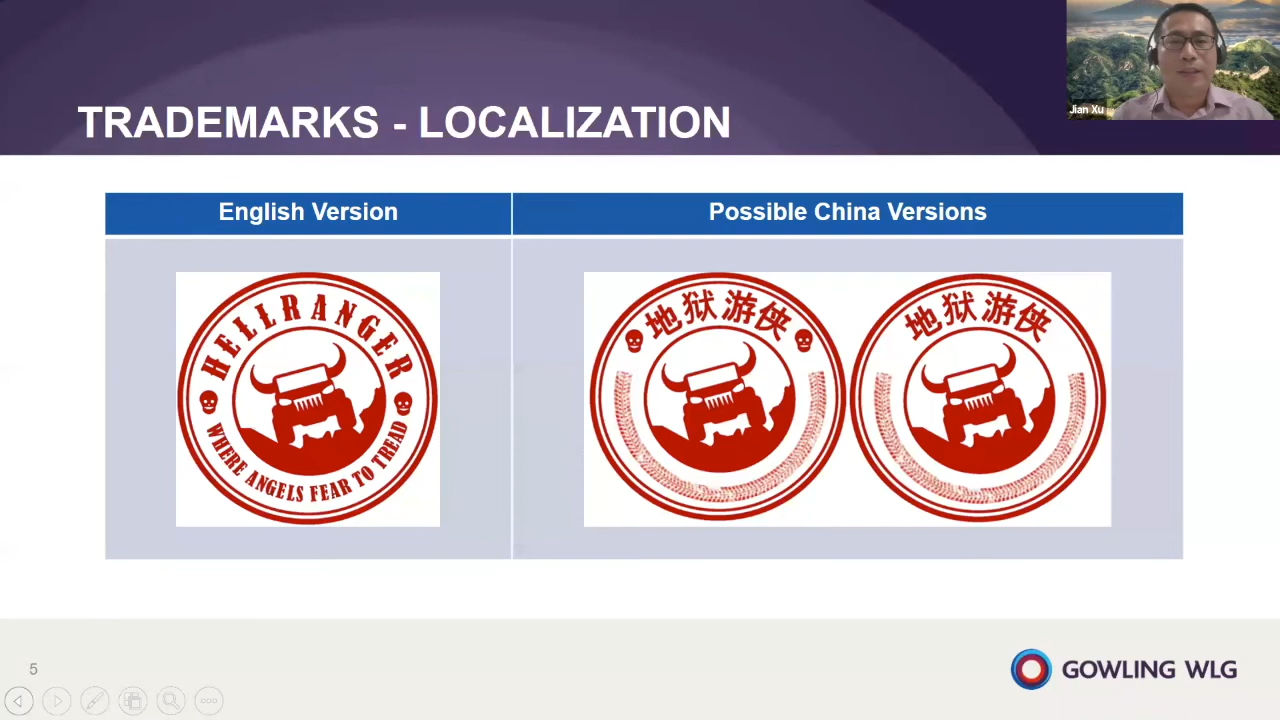 Jian Xu
TRADEMARKS - LOCALIZATION
English Version
Possible China Versions
HELLRANGER
WHERE ANGELS FEAR TO TREAD
地狱游侠
地狱游侠
5
GOWLING WLG